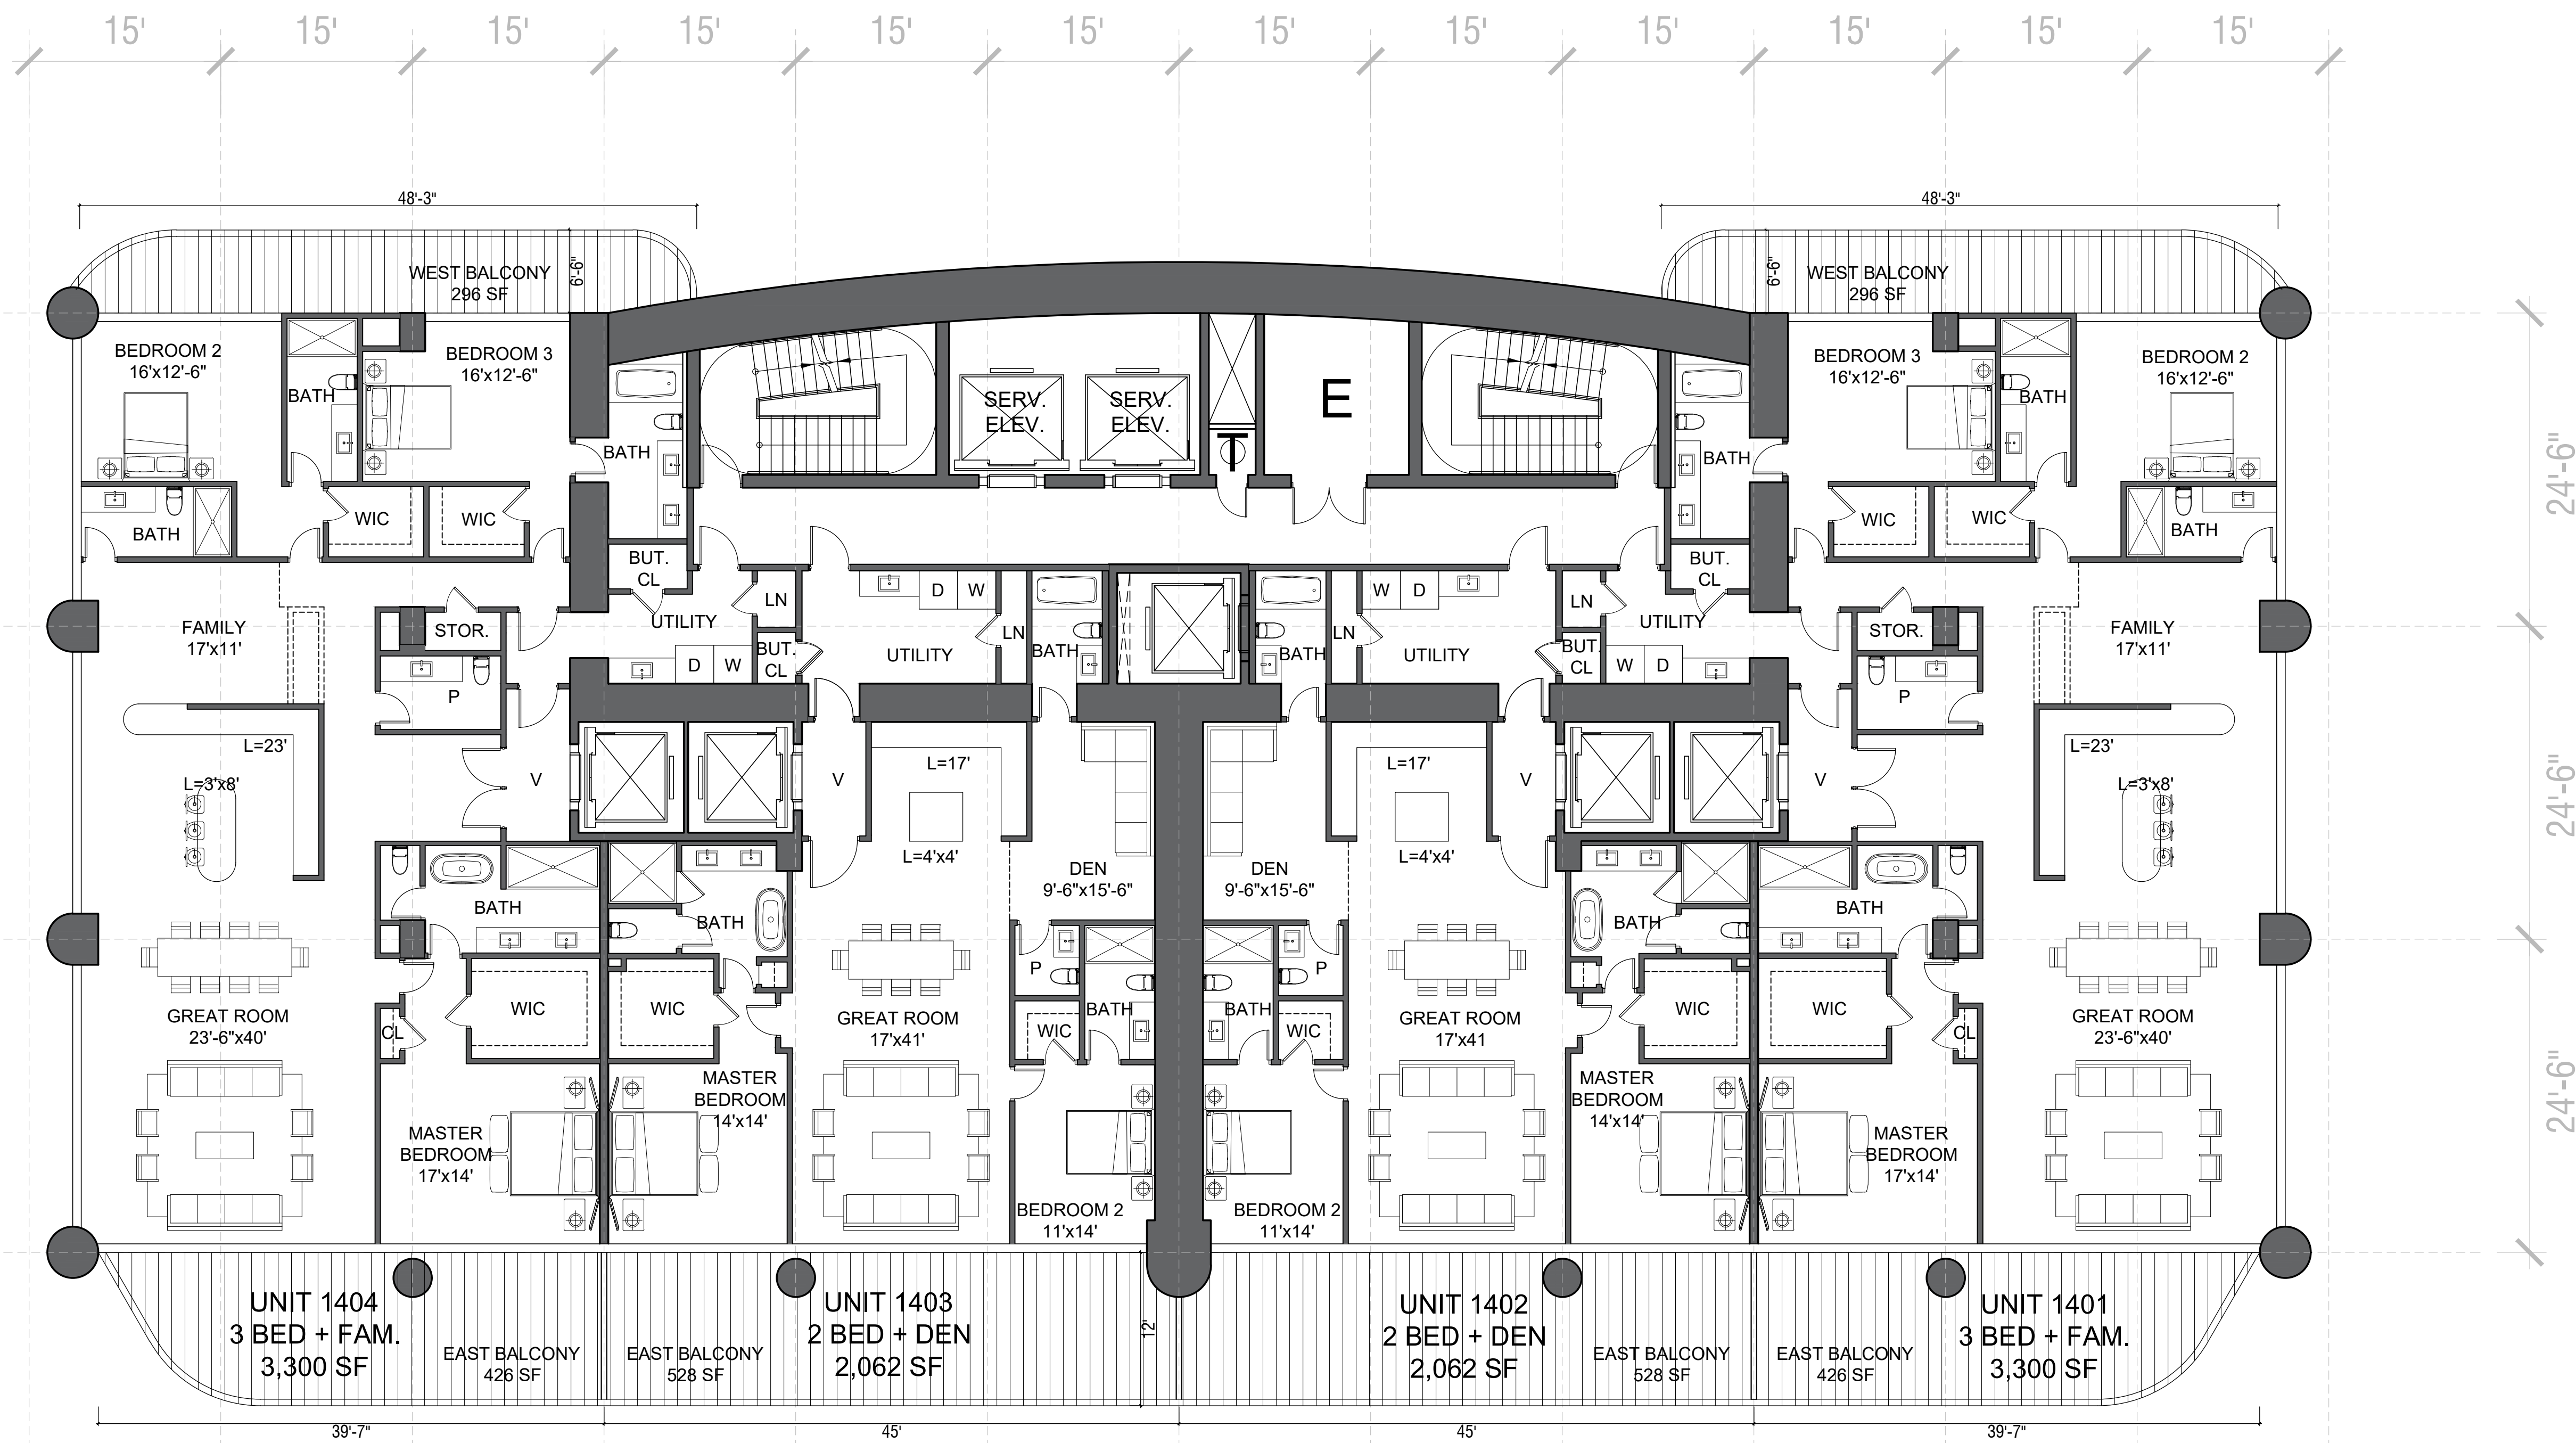 15' 15' 15' 15' 15' 15' 15' 15' 15' 15' 15' 15'
48'-3" 48'-3"
WEST BALCONY
296 SF
6'-6"
6'-6"
WEST BALCONY
296 SF
BEDROOM 2
16'x12'-6"
BATH
BEDROOM 3
16'x12'-6"
BATH
SERV.
ELEV.
SERV.
ELEV.
T
E
BATH
BEDROOM 3
16'x12'-6"
BATH
BEDROOM 2
16'x12'-6"
24'-6"
BATH
WIC
WIC
WIC
WIC
BATH
BUT.
CL
BUT.
CL
FAMILY
17'x11'
STOR.
P
UTILITY
D W
LN
BUT.
CL
D W
UTILITY
LN
BATH
BATH
LN
W D
UTILITY
LN
BUT.
CL
UTILITY
W D
STOR.
P
FAMILY
17'x11'
24'-6"
L=23'
L=3'x8'
V
V
L=17'
L=4'x4'
DEN
9'-6"x15'-6"
DEN
9'-6"x15'-6"
L=17'
L=4'x4'
V
V
L=23'
L=3'x8'
BATH
BATH
P
BATH
WIC
BATH
P
WIC
BATH
BATH
GREAT ROOM
23'-6"x40'
CL
WIC
WIC
GREAT ROOM
17'x41'
GREAT ROOM
17'x41
WIC
WIC
CL
GREAT ROOM
23'-6"x40'
24'-6"
MASTER
BEDROOM
17'x14'
MASTER
BEDROOM
14'x14'
BEDROOM 2
11'x14'
BEDROOM 2
11'x14'
MASTER
BEDROOM
14'x14'
MASTER
BEDROOM
17'x14'
UNIT 1404
3 BED + FAM.
3,300 SF
EAST BALCONY
426 SF
EAST BALCONY
528 SF
UNIT 1403
2 BED + DEN
2,062 SF
12'
UNIT 1402
2 BED + DEN
2,062 SF
EAST BALCONY
528 SF
EAST BALCONY
426 SF
UNIT 1401
3 BED + FAM.
3,300 SF
39'-7" 45' 45' 39'-7"